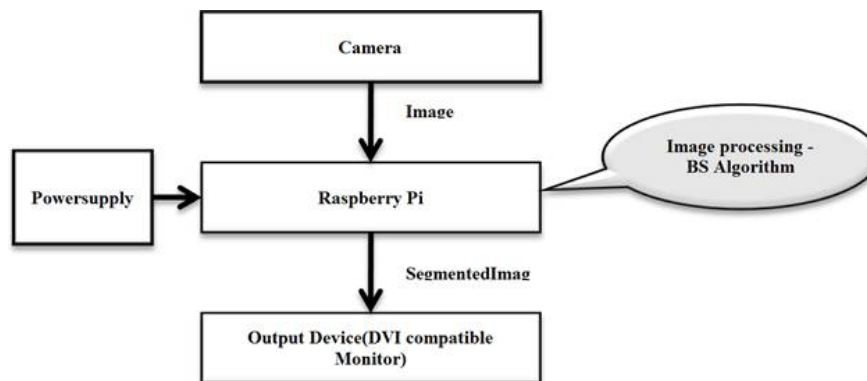 Camera
Image
Image processing -
BS Algorithm
Powersupply
Raspberry Pi
SegmentedImag
Output Device(DVI compatible
Monitor)